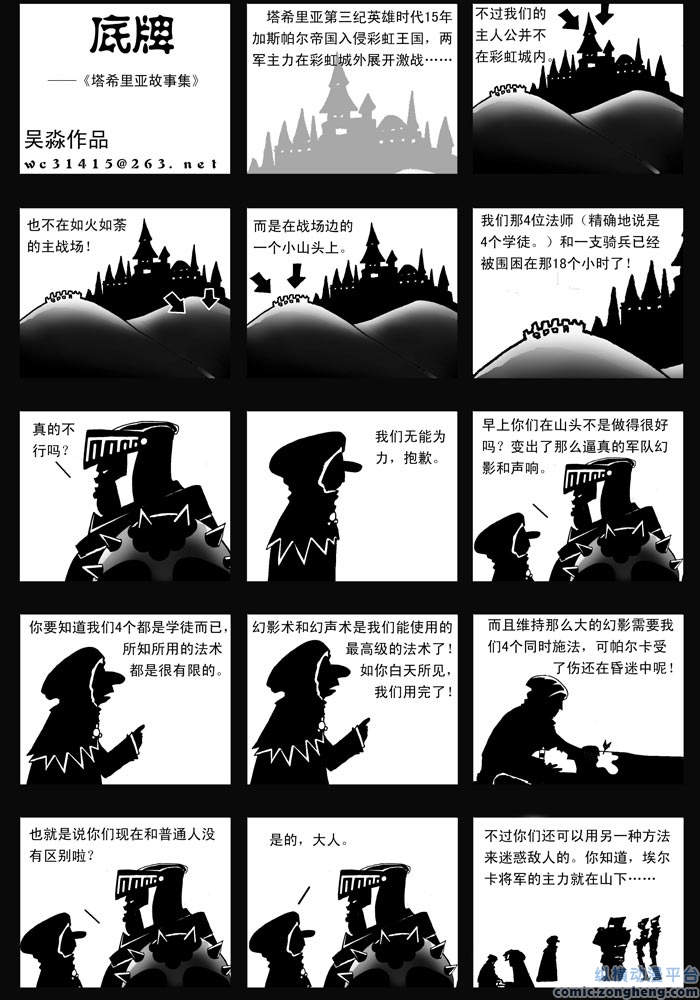 底牌
——《塔希里亚故事集》
吴淼作品
wc31415@263.net
塔希里亚第三纪英雄时代15年
加斯帕尔帝国入侵彩虹王国，两
军主力在彩虹城外展开激战……
不过我们的
主人公并不
在彩虹城内。
也不在如火如荼
的主战场！
而是在战场边的
一个小山头上。
我们那4位法师（精确地说是
4个学徒。）和一支骑兵已经
被围困在那18个小时了！
真的不
行吗？
我们无能为
力，抱歉。
早上你们在山头不是做得很好
吗？变出了那么逼真的军队幻
影和声响。
你要知道我们4个都是学徒而已，
所知所用的法术
都是很有限的。
幻影术和幻声术是我们能使用的
最高级的法术了！
如你白天所见，
我们用完了！
而且维持那么大的幻影需要我
们4个同时施法，可帕尔卡受
了伤还在昏迷中呢！
也就是说你们现在和普通人没
有区别啦？
是的，大人。
不过你们还可以用另一种方法
来迷惑敌人的。你知道，埃尔
卡将军的主力就在山下……
纵横动漫平台
comic.zongheng.com